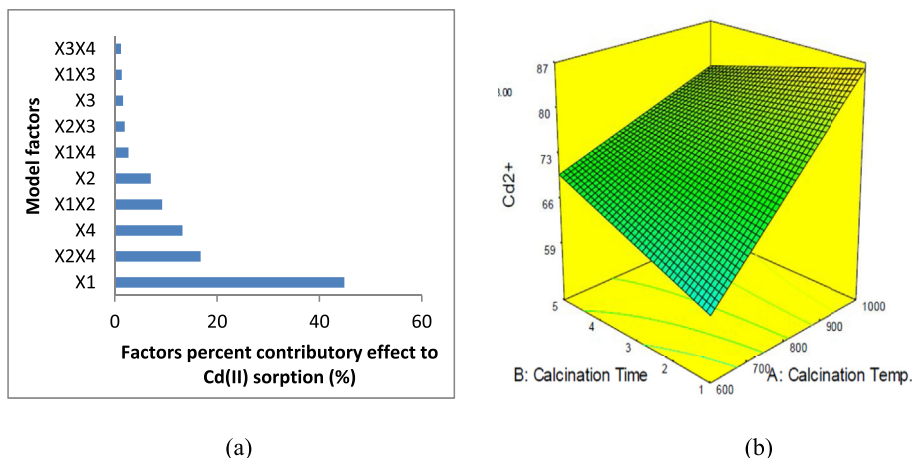 X3X4
X1X3
X3
X2X3
X1X4
X2
X1X2
X4
X2X4
X1
Model factors
0 20 40 60
Factors percent contributory effect to
Cd(II) sorption (%)
(a)
87
3.00
80
73
66
59
Cd2+
5
4
3
2
1
B: Calcination Time
600
700
800
900
1000
A: Calcination Temp.
(b)